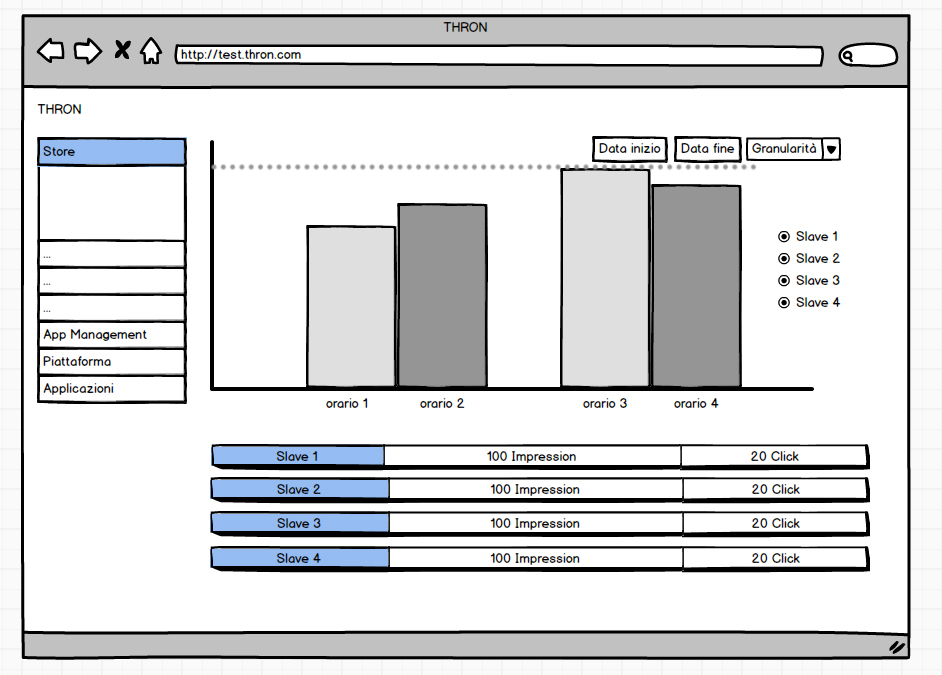 THRON
http://test.thron.com
THRON
Store
...
...
...
App Management
Piattaforma
Applicazioni
Data inizio
Data fine
Granularità
Slave 1
Slave 2
Slave 3
Slave 4
orario 1
orario 2
orario 3
orario 4
Slave 1 100 Impression 20 Click
Slave 2 100 Impression 20 Click
Slave 3 100 Impression 20 Click
Slave 4 100 Impression 20 Click